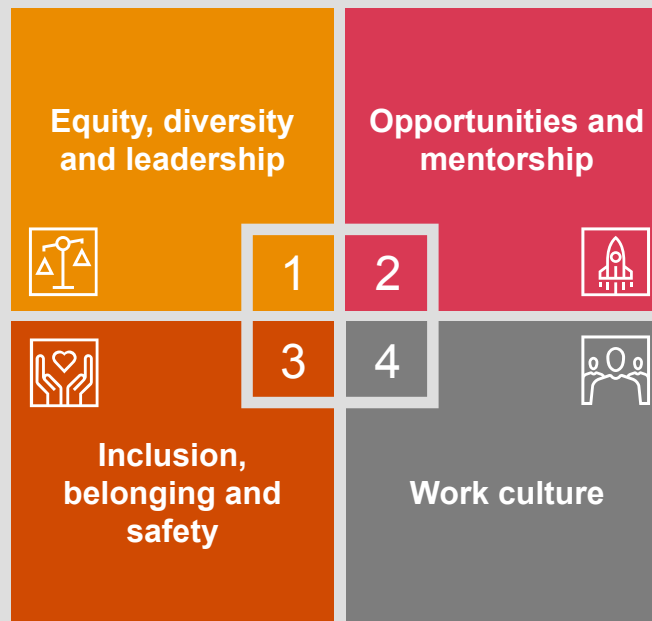 Equity, diversity
and leadership
1
Opportunities and
mentorship
2
3
Inclusion,
belonging and
safety
4
Work culture